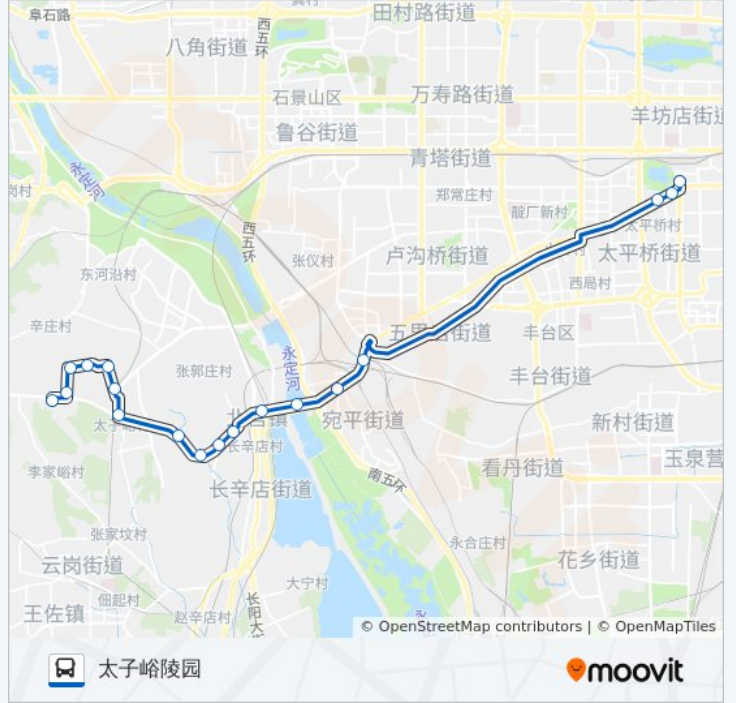 阜石路
西五环
田村路街道
八角街道
石景山区
万寿路街道
羊坊店街道
鲁谷街道
青塔街道
永定河
岗村
郑常庄村
靛厂新村
太平桥村
西五环
张仪村
卢沟桥街道
太平桥街道
东河沿村
西局村
辛庄村
永定河
五里店街道
丰台区
张郭庄村
丰台街道
北宫镇
宛平街道
新村街道
长辛店村
玉泉营
李家峪村
南五环
看丹街道
长辛店街道
张家坟村
永合庄村
云岗街道
花乡街道
大宁村
佃起村
王佐镇
赵辛店村
长阳大
© OpenStreetMap contributors | © OpenMapTiles
太子峪陵园
moovit